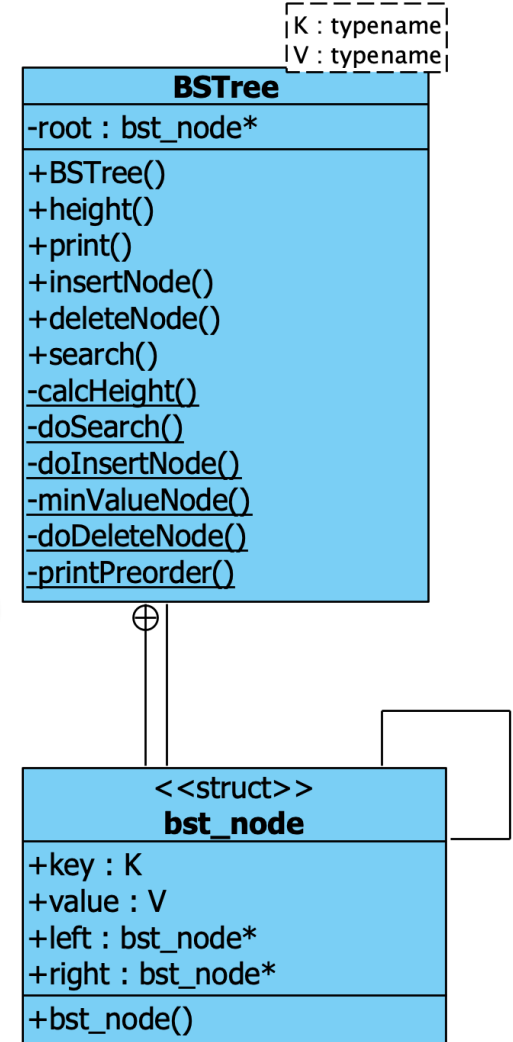 K : typename
V : typename
BSTree
-root : bst_node*
+BSTree()
+height()
+print()
+insertNode()
+deleteNode()
+search()
-calcHeight()
-doSearch()
-doInsertNode()
-minValueNode()
-doDeleteNode()
-printPreorder()
<<struct>>
bst_node
+key : K
+value : V
+left : bst_node*
+right : bst_node*
+bst_node()